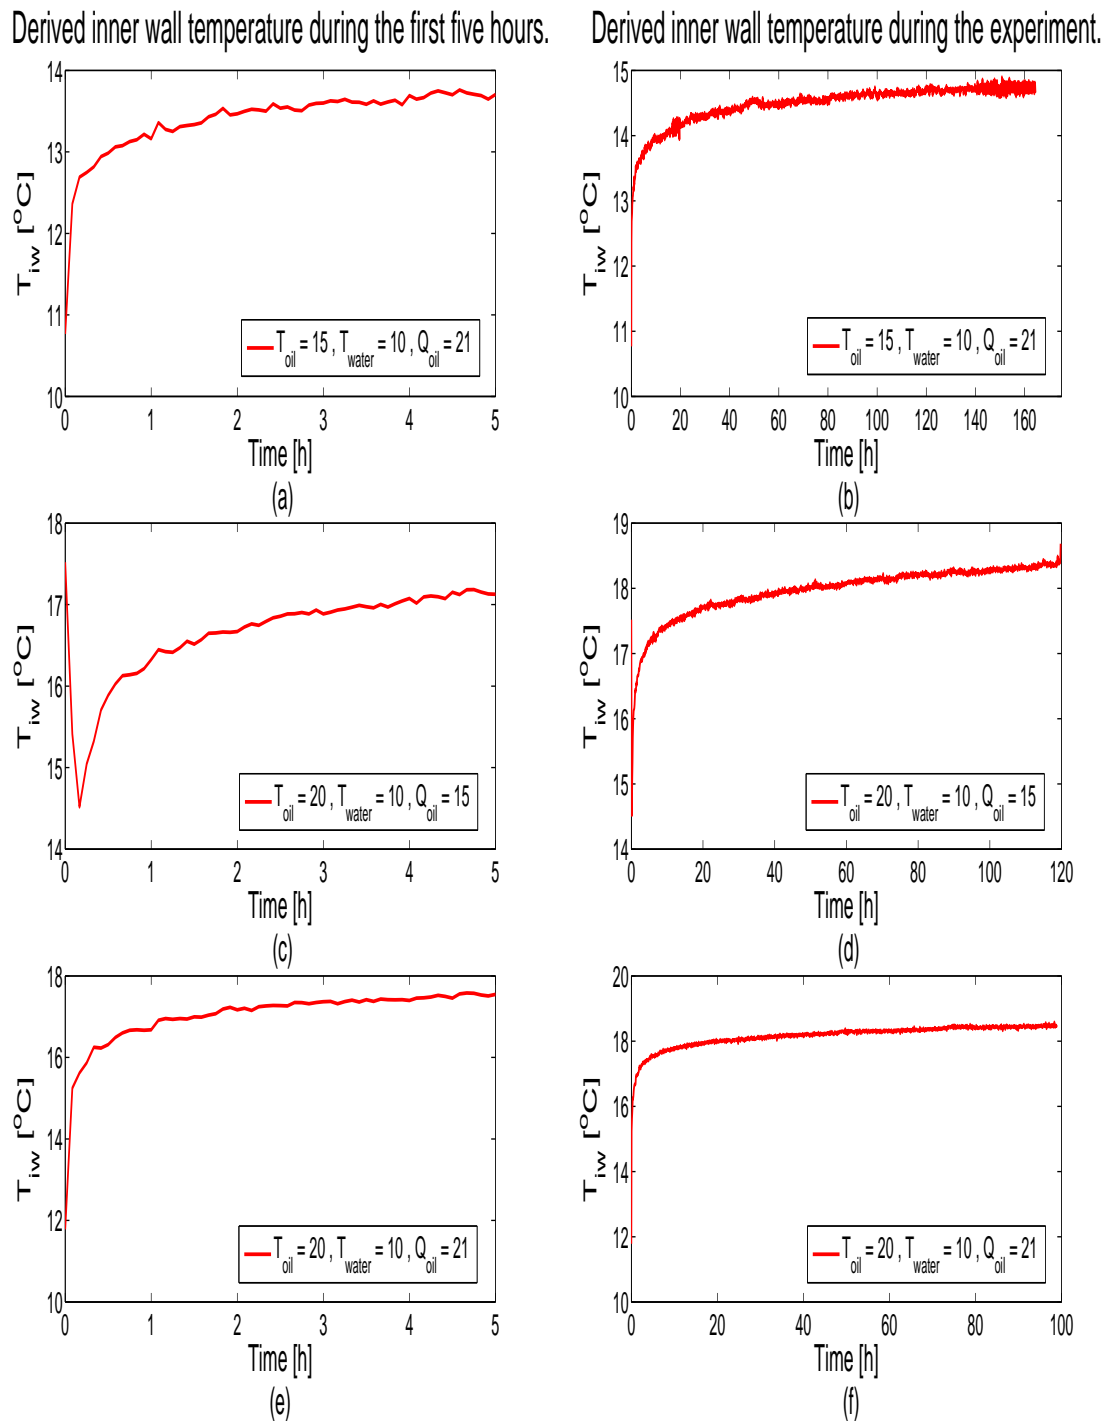 Derived inner wall temperature during the first five hours.
Derived inner wall temperature during the experiment.
14
13
12
11
10
T_iw [°C]
T_oil = 15 , T_water = 10 , Q_oil = 21
0 1 2 3 4 5
Time [h]
(a)
15
14
13
12
11
10
T_iw [°C]
T_oil = 15 , T_water = 10 , Q_oil = 21
0 20 40 60 80 100 120 140 160
Time [h]
(b)
18
17
16
15
14
T_iw [°C]
T_oil = 20 , T_water = 10 , Q_oil = 15
0 1 2 3 4 5
Time [h]
(c)
19
18
17
16
15
14
T_iw [°C]
T_oil = 20 , T_water = 10 , Q_oil = 15
0 20 40 60 80 100 120
Time [h]
(d)
18
16
14
12
10
T_iw [°C]
T_oil = 20 , T_water = 10 , Q_oil = 21
0 1 2 3 4 5
Time [h]
(e)
20
18
16
14
12
10
T_iw [°C]
T_oil = 20 , T_water = 10 , Q_oil = 21
0 20 40 60 80 100
Time [h]
(f)